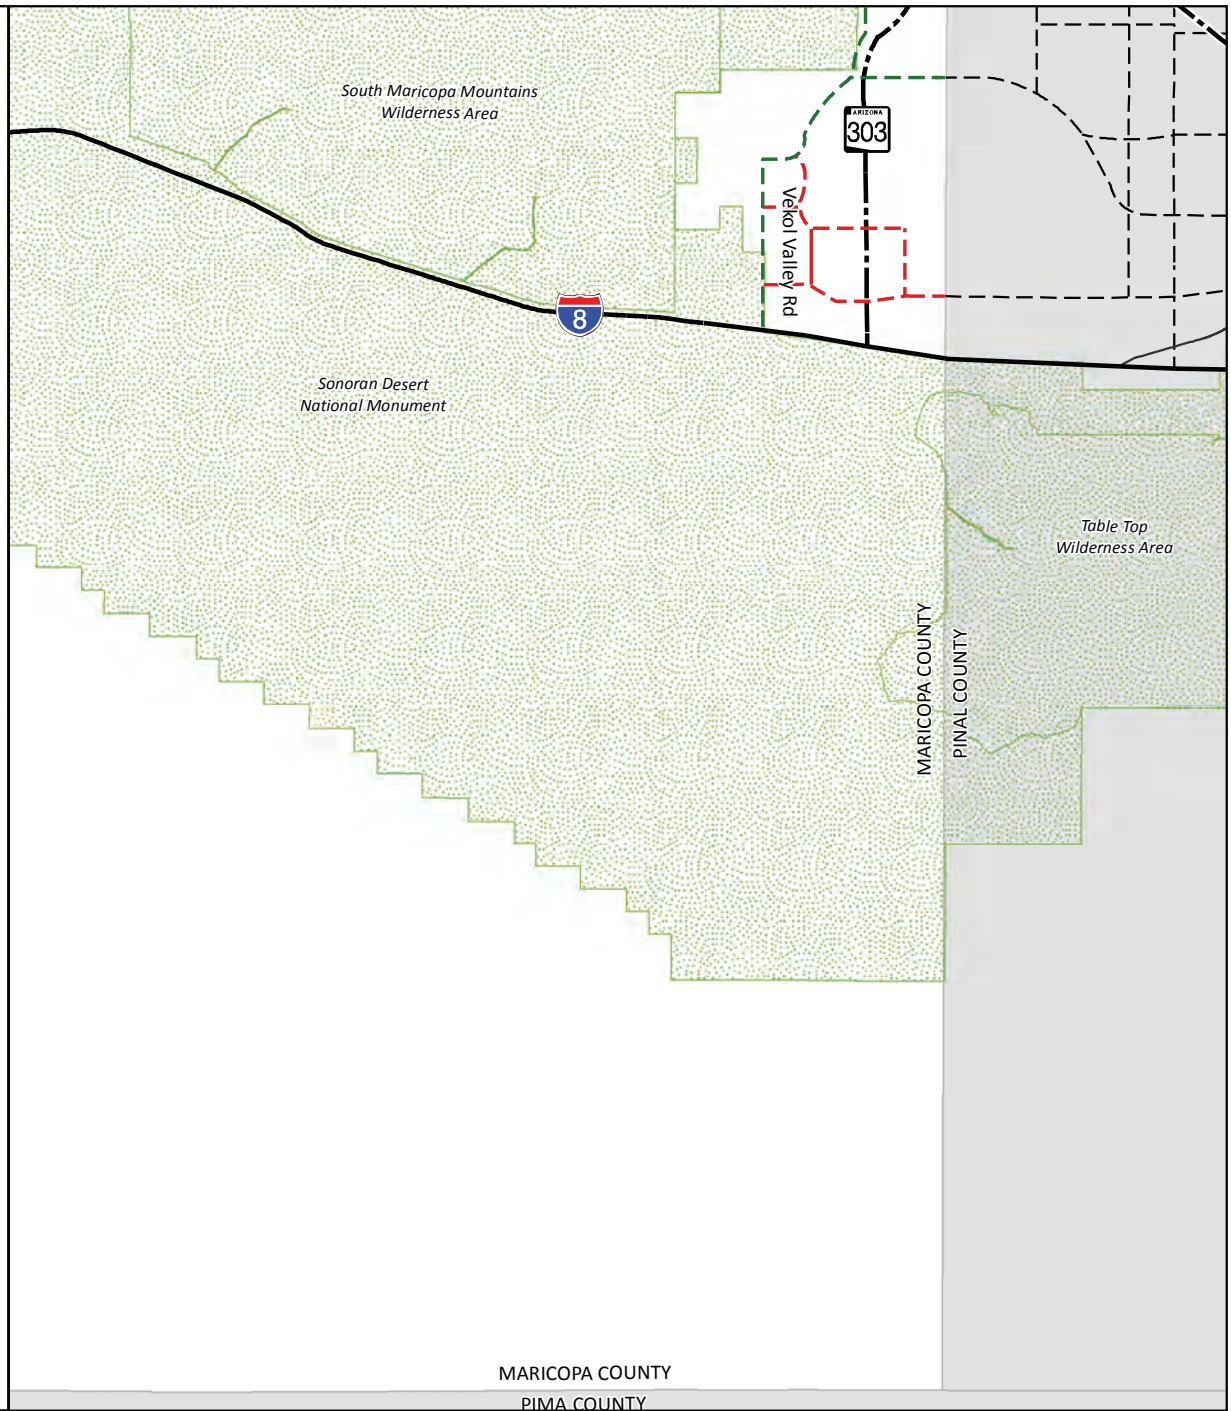 South Maricopa Mountains
Wilderness Area
ARIZONA
303
Vekol Valley Rd
8
Sonoran Desert
National Monument
Table Top
Wilderness Area
MARICOPA COUNTY
PINAL COUNTY
MARICOPA COUNTY
PIMA COUNTY